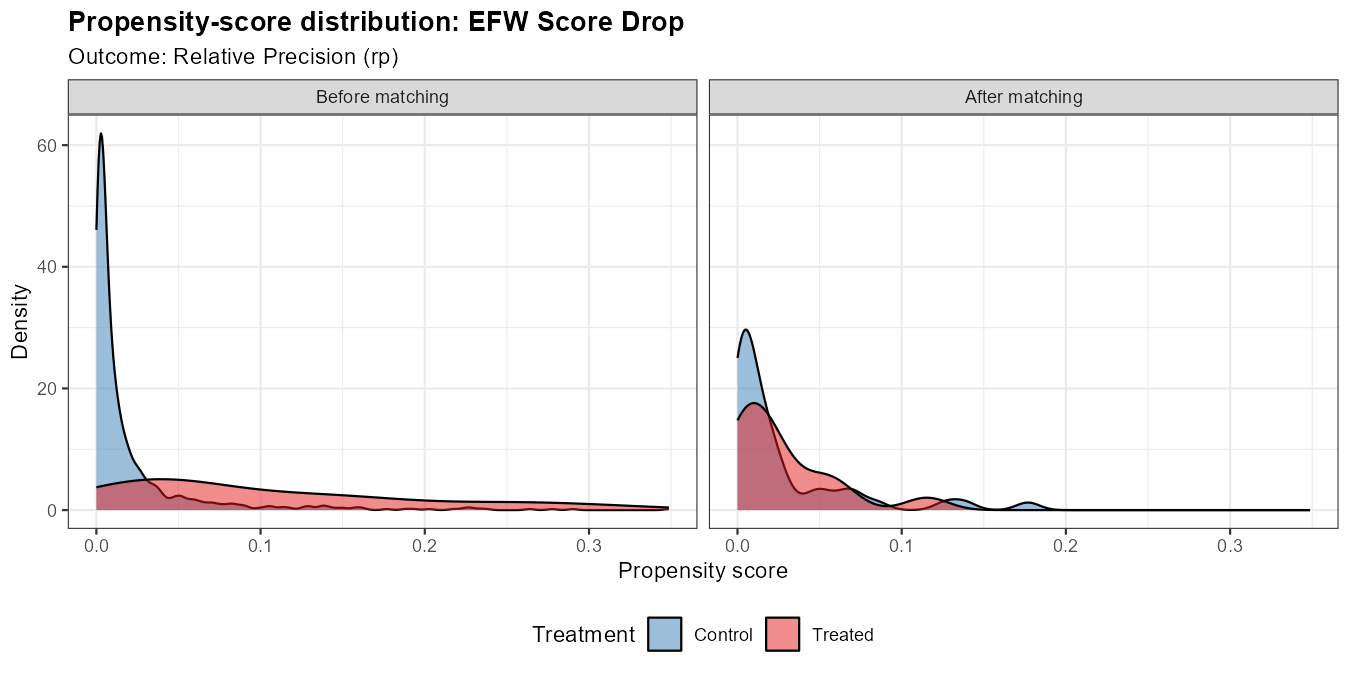 Propensity-score distribution: EFW Score Drop
Outcome: Relative Precision (rp)
Before matching
After matching
Density
60
40
20
0
0.0 0.1 0.2 0.3
0.0 0.1 0.2 0.3
Propensity score
Treatment Control Treated